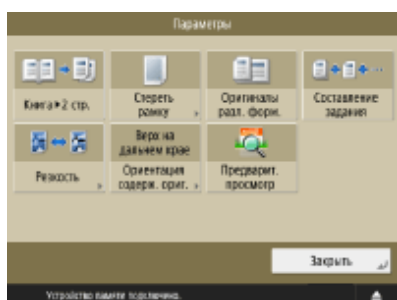 Параметры
Книга►2 стр.
Стереть
рамку
Оригиналы
разл. форм.
Составление
задания
Резкость
Верх: на
дальнем крае
Ориентация
содерж. ориг.
Предварит.
просмотр
Закрыть
Устройство памяти подключено.